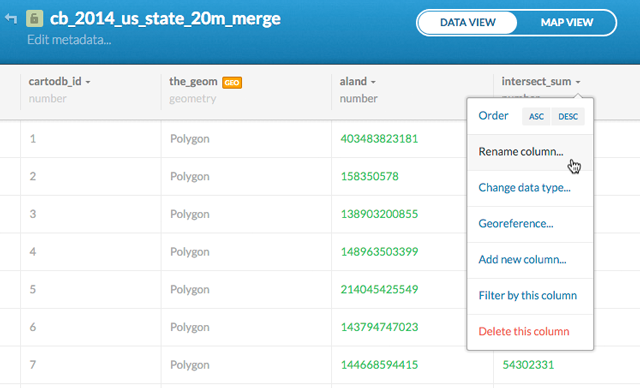 cb_2014_us_state_20m_merge
Edit metadata...
DATA VIEW MAP VIEW
cartodb_id the_geom GEO aland intersect_sum
number geometry number number
Order ASC DESC
1 Polygon 403483823181
Rename column...
2 Polygon 158350578
Change data type...
3 Polygon 138903200855
Georeference...
4 Polygon 148963503399
Add new column...
5 Polygon 214045425549
Filter by this column
6 Polygon 143794747023
Delete this column
7 Polygon 144668594415 54302331